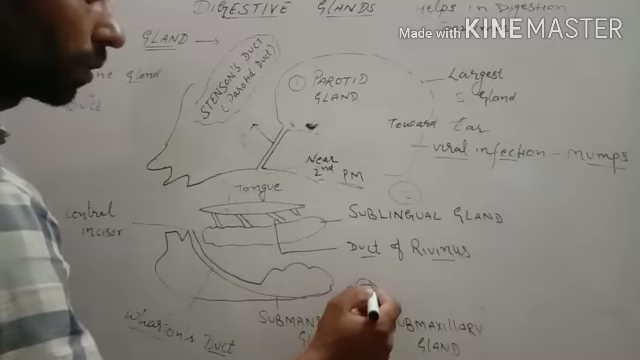 DIGESTIVE GLANDS
Helps in Digestion
Made with KINEMASTER
GLAND →
gland
STENSON'S DUCT
(Parotid Duct)
① PAROTID
GLAND
Largest
S Gland
Toward Ear
viral infection - mumps
Near
2nd PM
Tongue
Central
incisor
SUBLINGUAL GLAND
Duct of Rivinus
Wharton's Duct
SUBMAXILLARY
GLAND